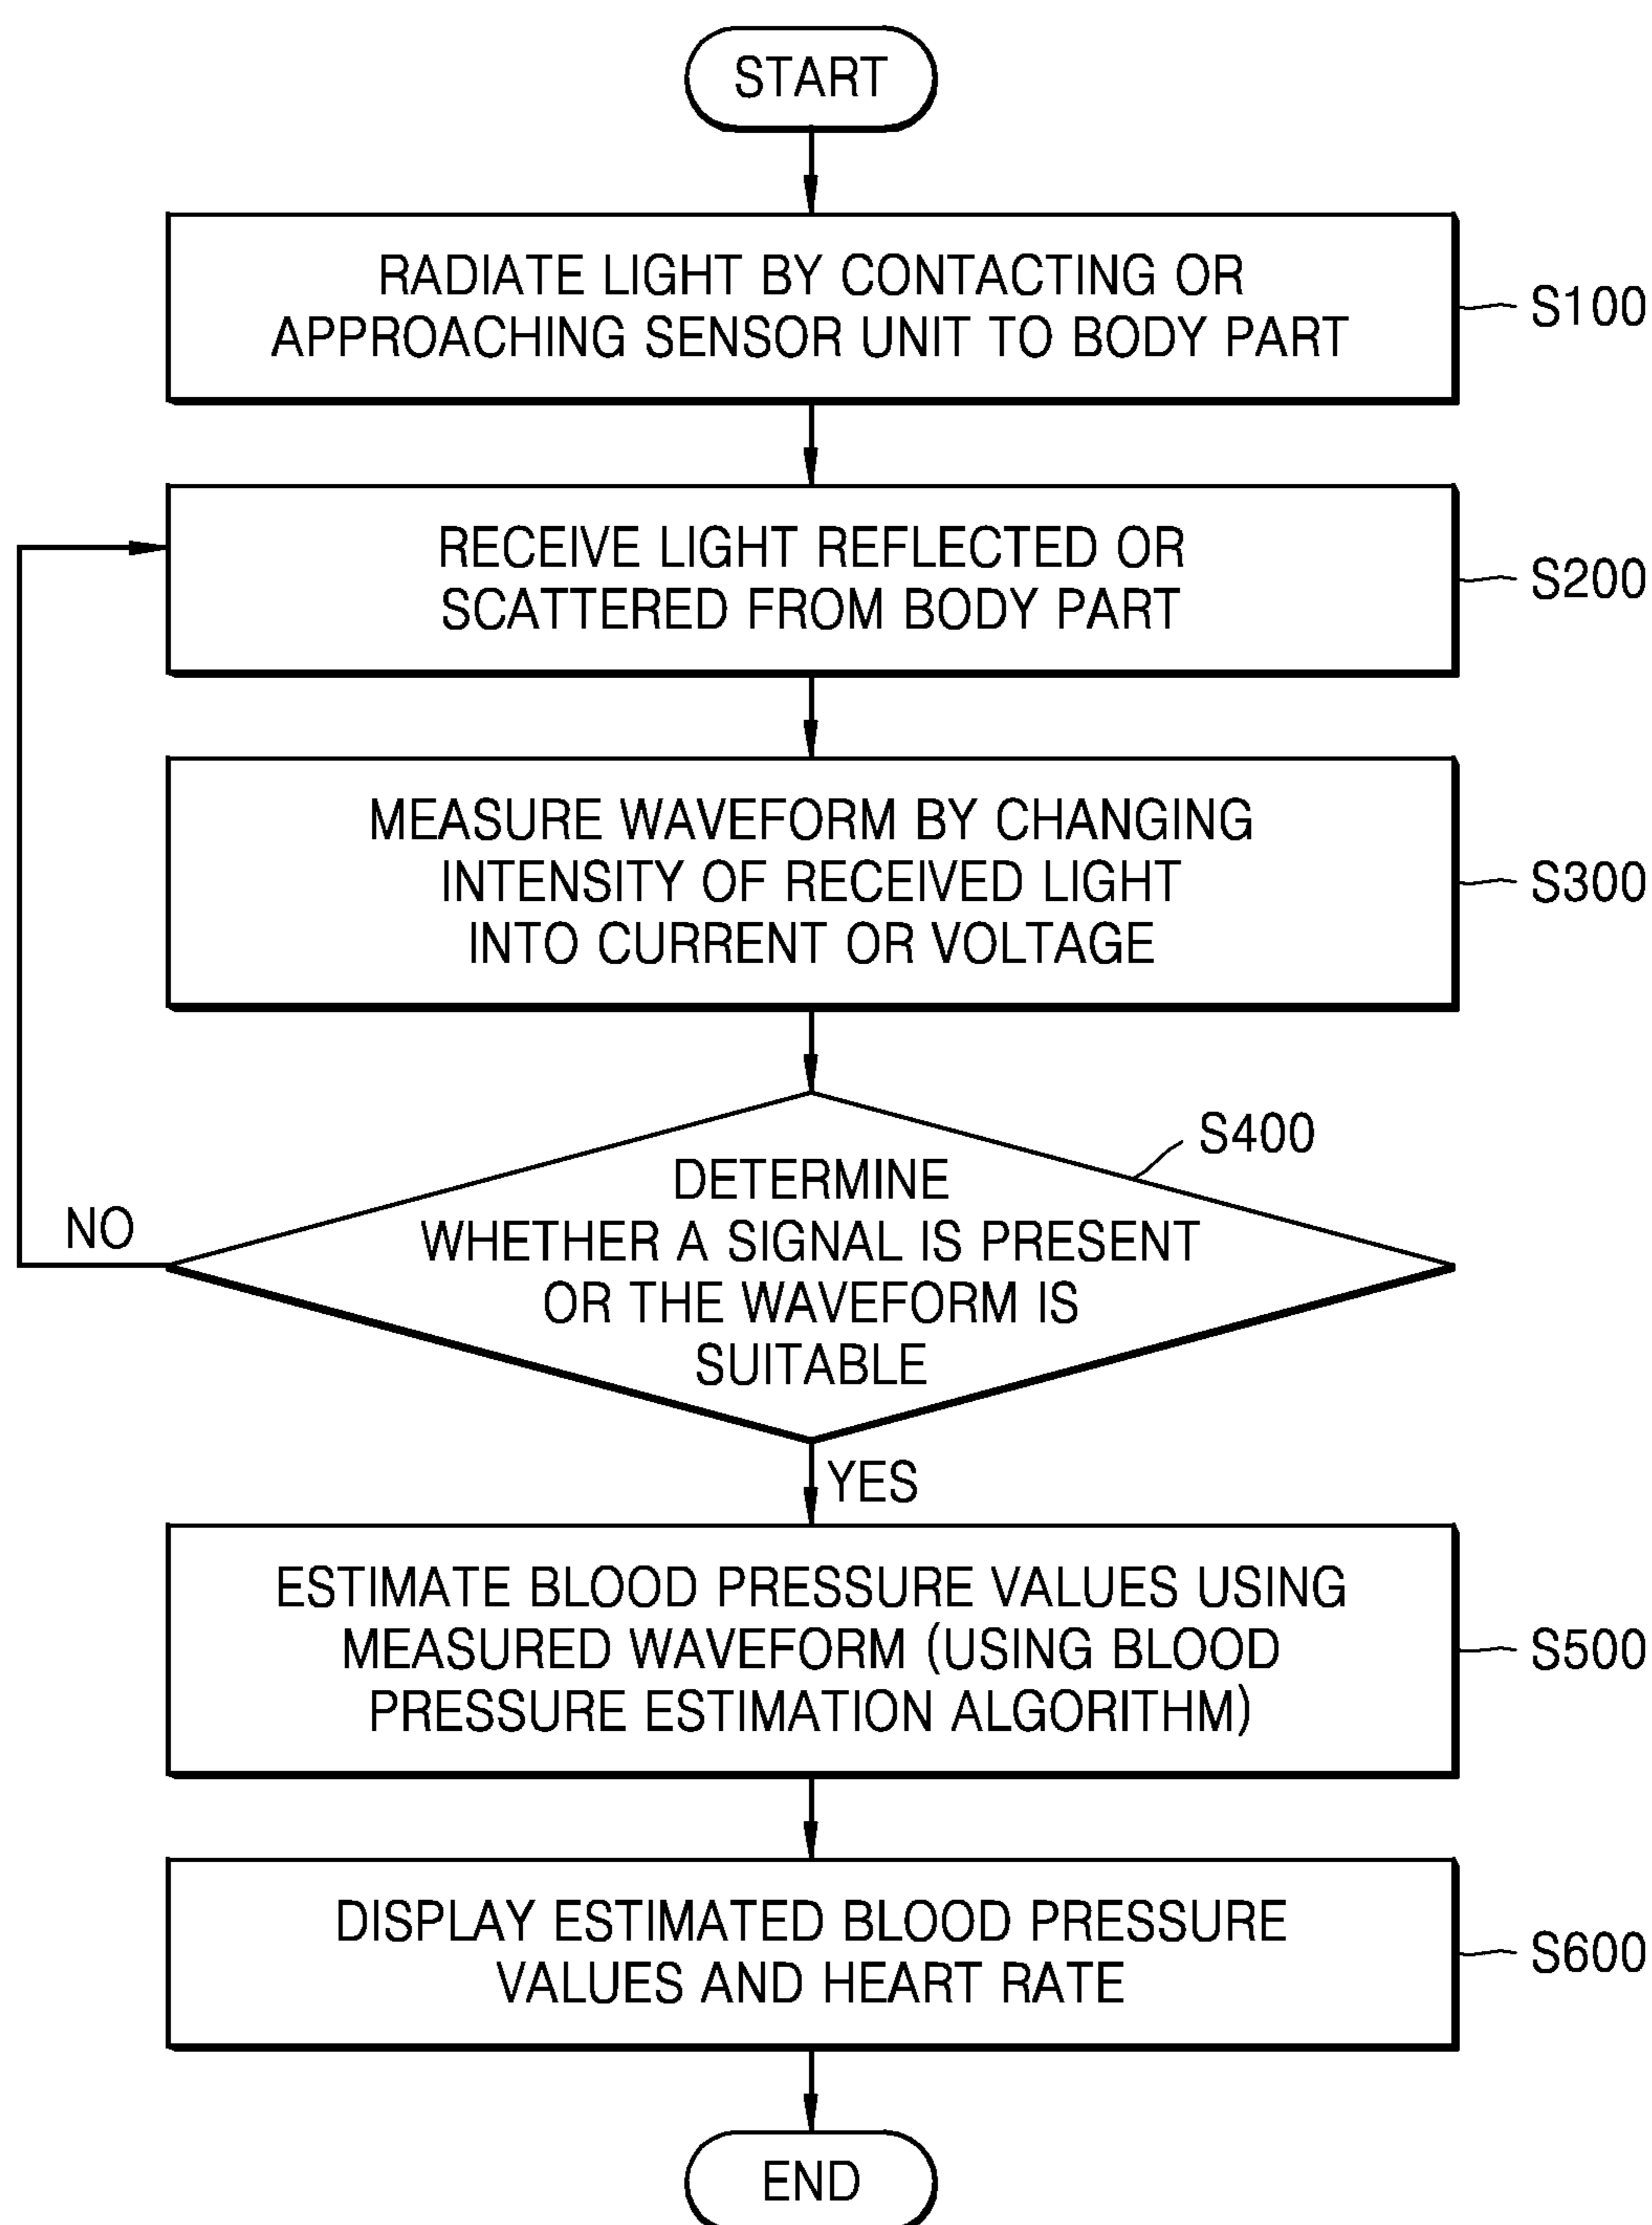 START
RADIATE LIGHT BY CONTACTING OR
APPROACHING SENSOR UNIT TO BODY PART
S100
RECEIVE LIGHT REFLECTED OR
SCATTERED FROM BODY PART
S200
MEASURE WAVEFORM BY CHANGING
INTENSITY OF RECEIVED LIGHT
INTO CURRENT OR VOLTAGE
S300
S400
DETERMINE
WHETHER A SIGNAL IS PRESENT
OR THE WAVEFORM IS
SUITABLE
NO
YES
ESTIMATE BLOOD PRESSURE VALUES USING
MEASURED WAVEFORM (USING BLOOD
PRESSURE ESTIMATION ALGORITHM)
S500
DISPLAY ESTIMATED BLOOD PRESSURE
VALUES AND HEART RATE
S600
END